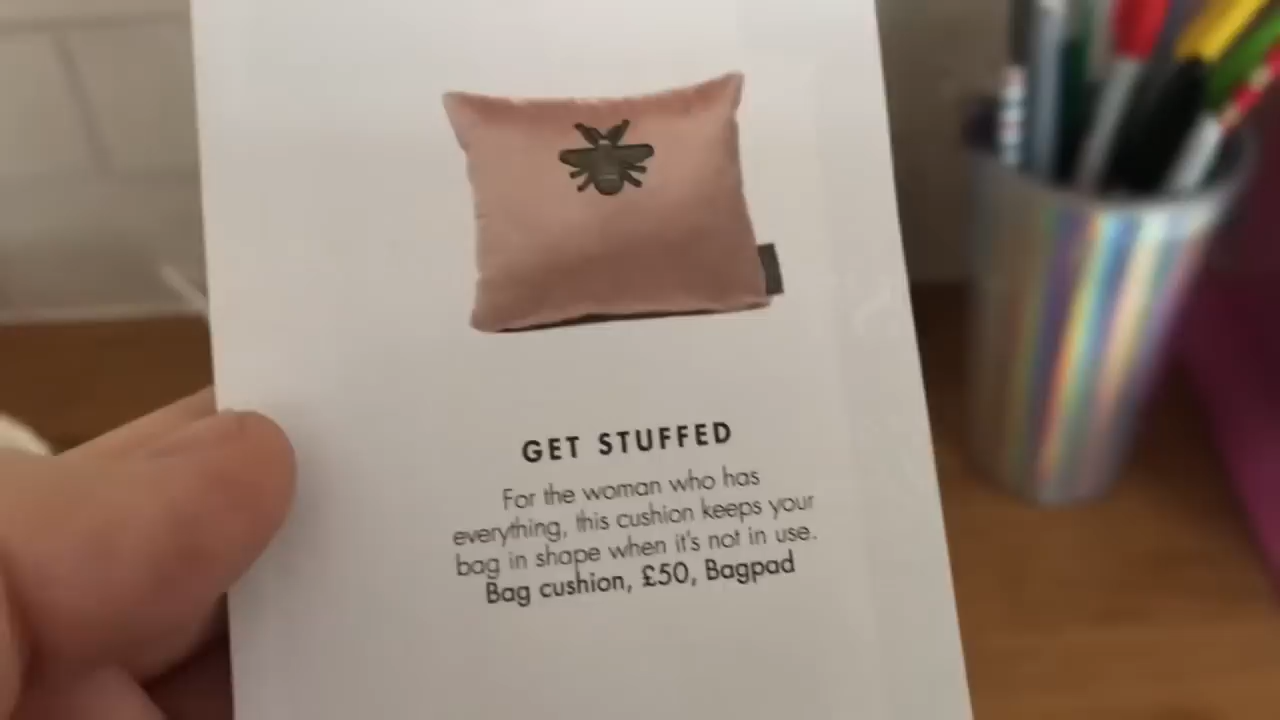 GET STUFFED
For the woman who has
everything, this cushion keeps your
bag in shape when it's not in use.
Bag cushion, £50, Bagpad